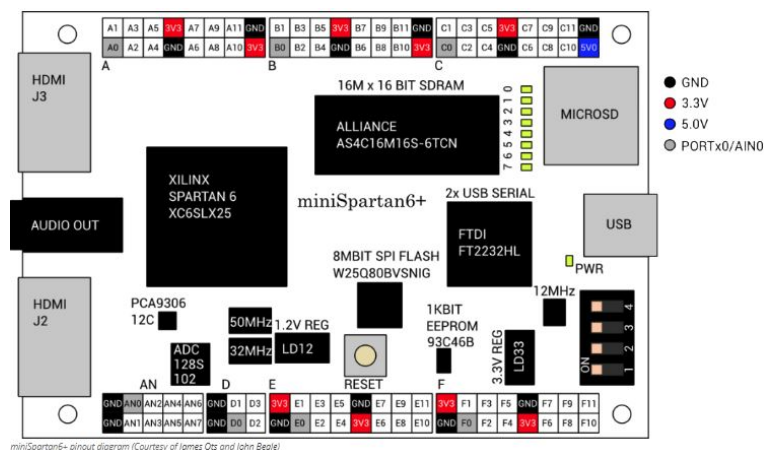 A1 A3 A5 3V3 A7 A9 A11 GND
A0 A2 A4 GND A6 A8 A10 3V3
A
B1 B3 B5 3V3 B7 B9 B11 GND
B0 B2 B4 GND B6 B8 B10 3V3
B
C1 C3 C5 3V3 C7 C9 C11 GND
C0 C2 C4 GND C6 C8 C10 5V0
C
HDMI
J3
16M x 16 BIT SDRAM
ALLIANCE
AS4C16M16S-6TCN
0
1
2
3
4
5
6
7
MICROSD
GND
3.3V
5.0V
PORTx0/AIN0
XILINX
SPARTAN 6
XC6SLX25
miniSpartan6+
2x USB SERIAL
FTDI
FT2232HL
AUDIO OUT
USB
PWR
8MBIT SPI FLASH
W25Q80BVSNIG
HDMI
J2
PCA9306
12C
50MHz
32MHz
1.2V REG
LD12
ADC
128S
102
RESET
1KBIT
EEPROM
93C46B
3.3V REG
LD33
12MHz
ON
4
3
2
1
AN
GND AN0 AN2 AN4 AN6
GND AN1 AN3 AN5 AN7
D
GND D1 D3
GND D0 D2
E
3V3 E1 E3 E5 GND E7 E9 E11
GND E0 E2 E4 3V3 E6 E8 E10
F
3V3 F1 F3 F5 GND F7 F9 F11
GND F0 F2 F4 3V3 F6 F8 F10
miniSpartan6+ pinout diagram (Courtesy of James Ots and John Beale)